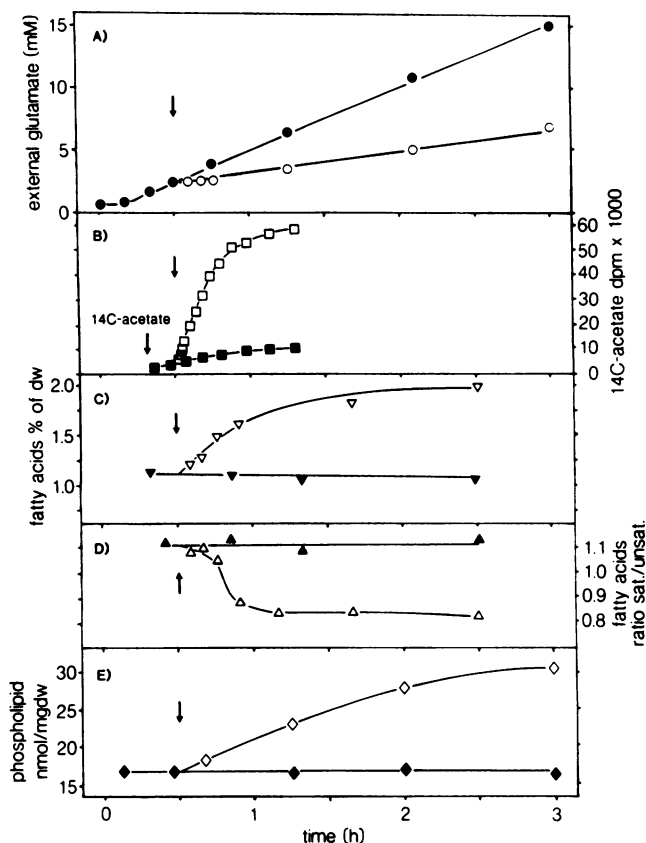 external glutamate (mM)
15
10
5
0
A)
B)
14C-acetate
60
50
40
30
20
10
0
14C-acetate dpm x 1000
fatty acids % of dw
2.0
1.5
1.0
C)
D)
1.1
1.0
0.9
0.8
fatty acids
ratio sat./unsat.
phospholipid
nmol/mgdw
30
25
20
15
E)
0 1 2 3
time (h)